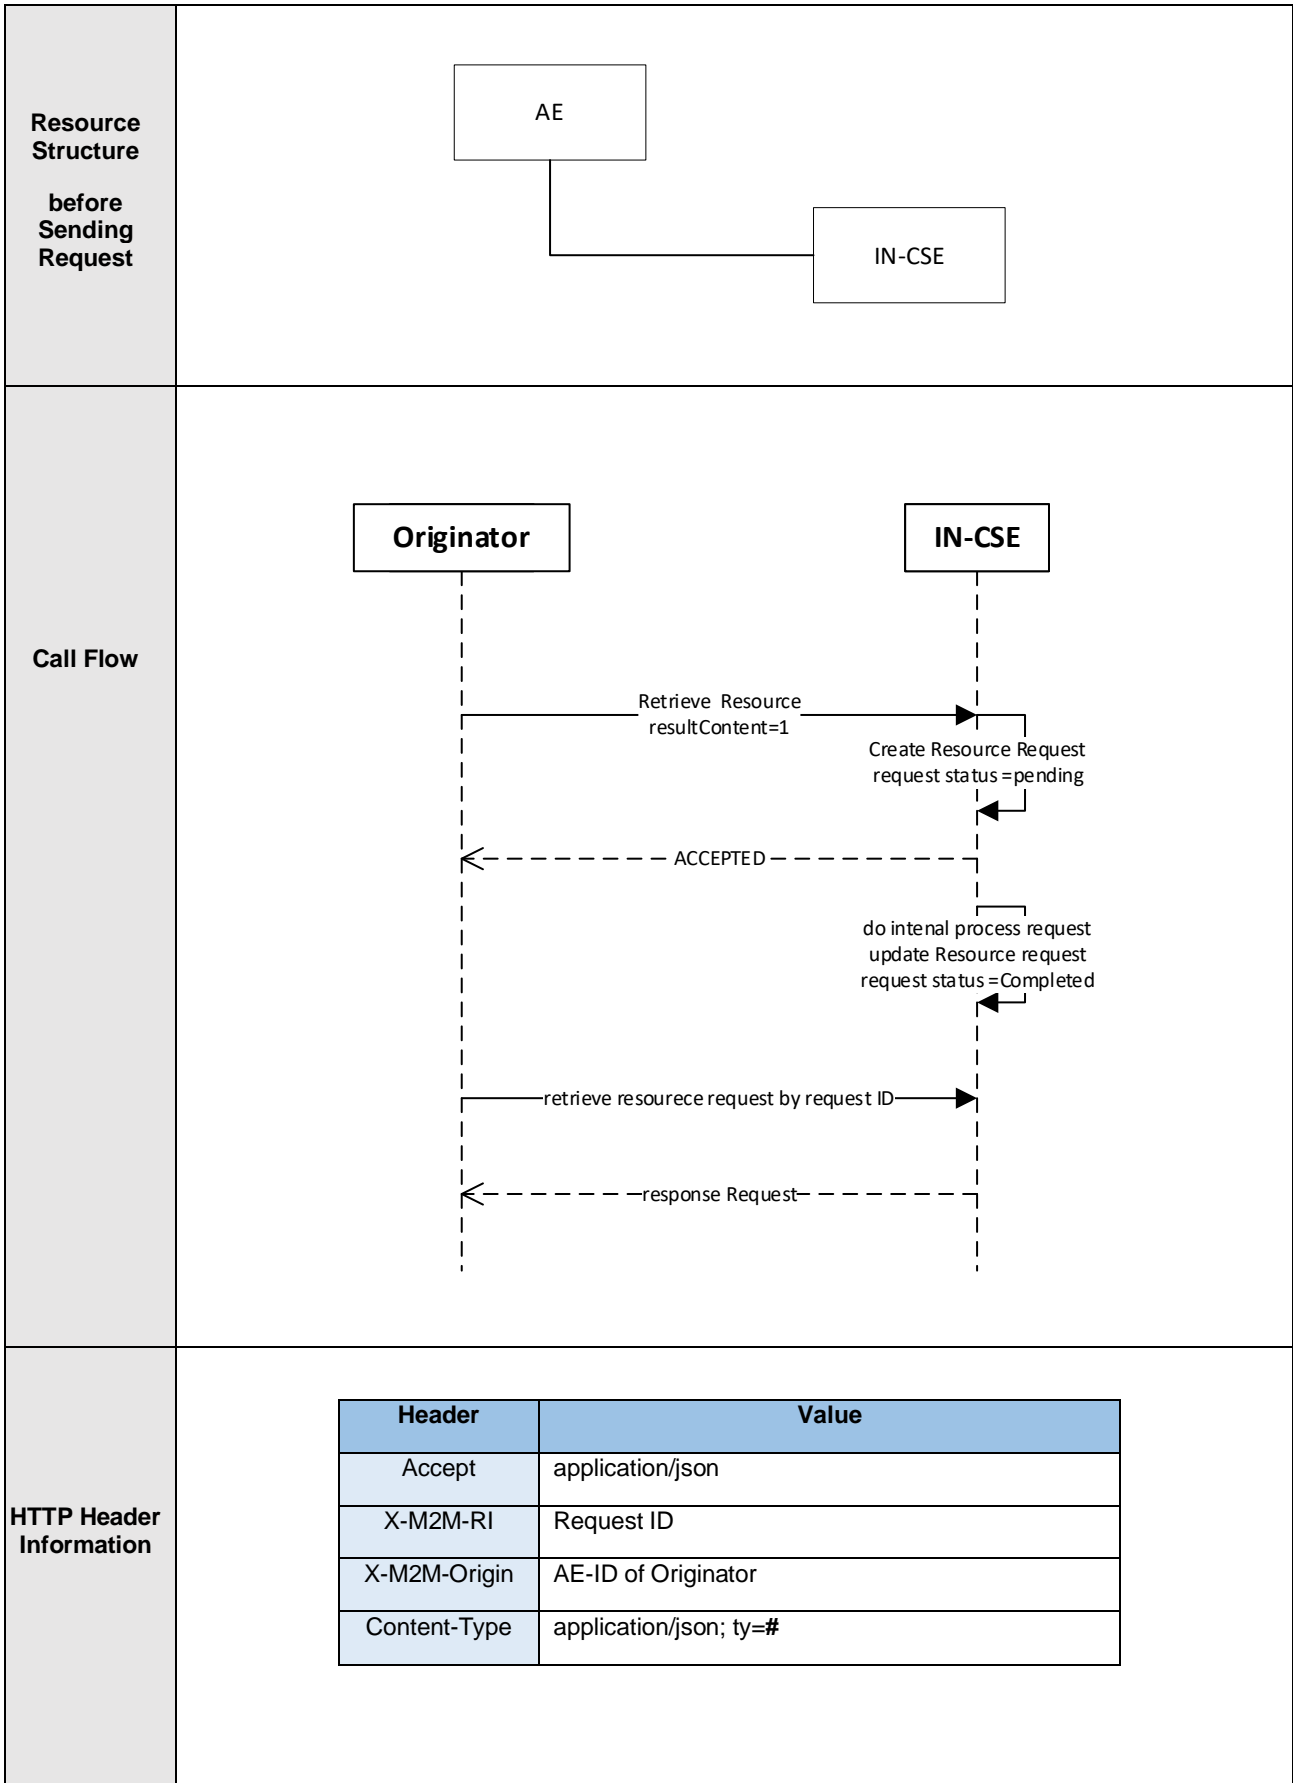 Resource
Structure
before
Sending
Request
AE
IN-CSE
Call Flow
Originator
IN-CSE
Retrieve Resource
resultContent=1
Create Resource Request
request status =pending
ACCEPTED
do intenal process request
update Resource request
request status =Completed
retrieve resourece request by request ID
response Request
HTTP Header
Information
Header Value
Accept application/json
X-M2M-RI Request ID
X-M2M-Origin AE-ID of Originator
Content-Type application/json; ty=#